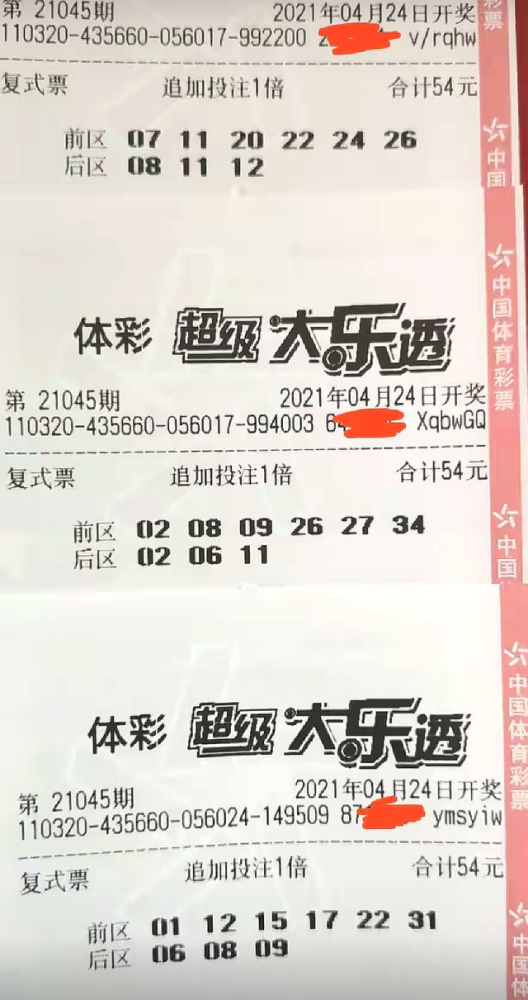 第 21045期 2021年04月24日开奖
110320-435660-056017-992200 v/rqhw
复式票 追加投注1倍 合计54元
前区 07 11 20 22 24 26
后区 08 11 12
体彩 超级大乐透
第 21045期 2021年04月24日开奖
110320-435660-056017-994003 XqbwGQ
复式票 追加投注1倍 合计54元
前区 02 08 09 26 27 34
后区 02 06 11
体彩 超级大乐透
第 21045期 2021年04月24日开奖
110320-435660-056024-149509 87 ymsyiw
复式票 追加投注1倍 合计54元
前区 01 12 15 17 22 31
后区 06 08 09
彩票
中国
中国体育彩票
中国
中国体育彩票
中国体